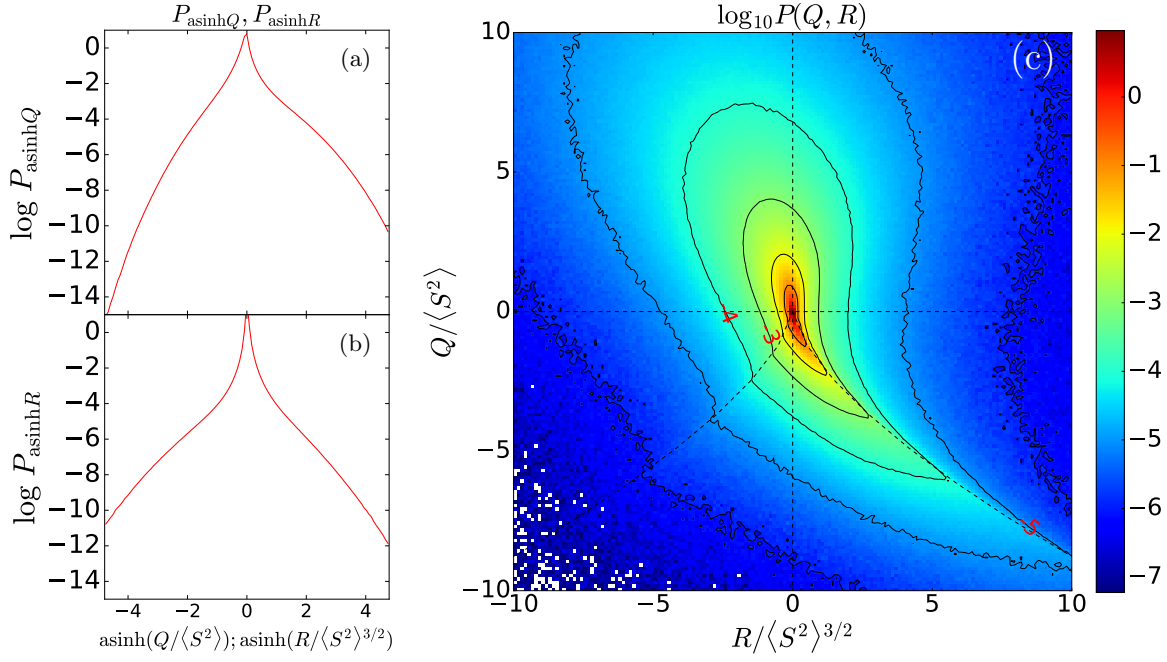 P_asinhQ, P_asinhR
(a)
0
−2
−4
−6
−8
−10
−12
−14
log P_asinhQ
(b)
0
−2
−4
−6
−8
−10
−12
−14
log P_asinhR
−4 −2 0 2 4
asinh(Q/⟨S²⟩); asinh(R/⟨S²⟩^3/2)
log₁₀P(Q, R)
(c)
10
5
0
−5
−10
Q/⟨S²⟩
-4
-3
-5
−10 −5 0 5 10
R/⟨S²⟩^3/2
0
−1
−2
−3
−4
−5
−6
−7